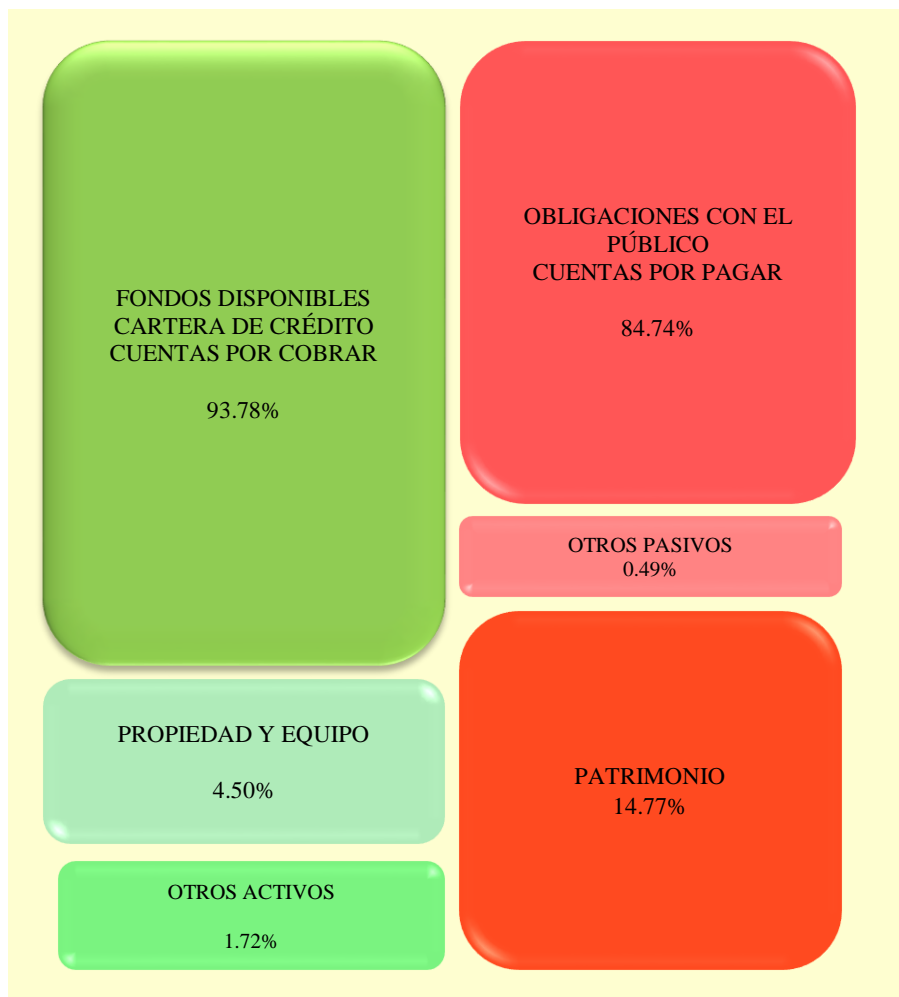 FONDOS DISPONIBLES
CARTERA DE CRÉDITO
CUENTAS POR COBRAR
93.78%
PROPIEDAD Y EQUIPO
4.50%
OTROS ACTIVOS
1.72%
OBLIGACIONES CON EL
PÚBLICO
CUENTAS POR PAGAR
84.74%
OTROS PASIVOS
0.49%
PATRIMONIO
14.77%